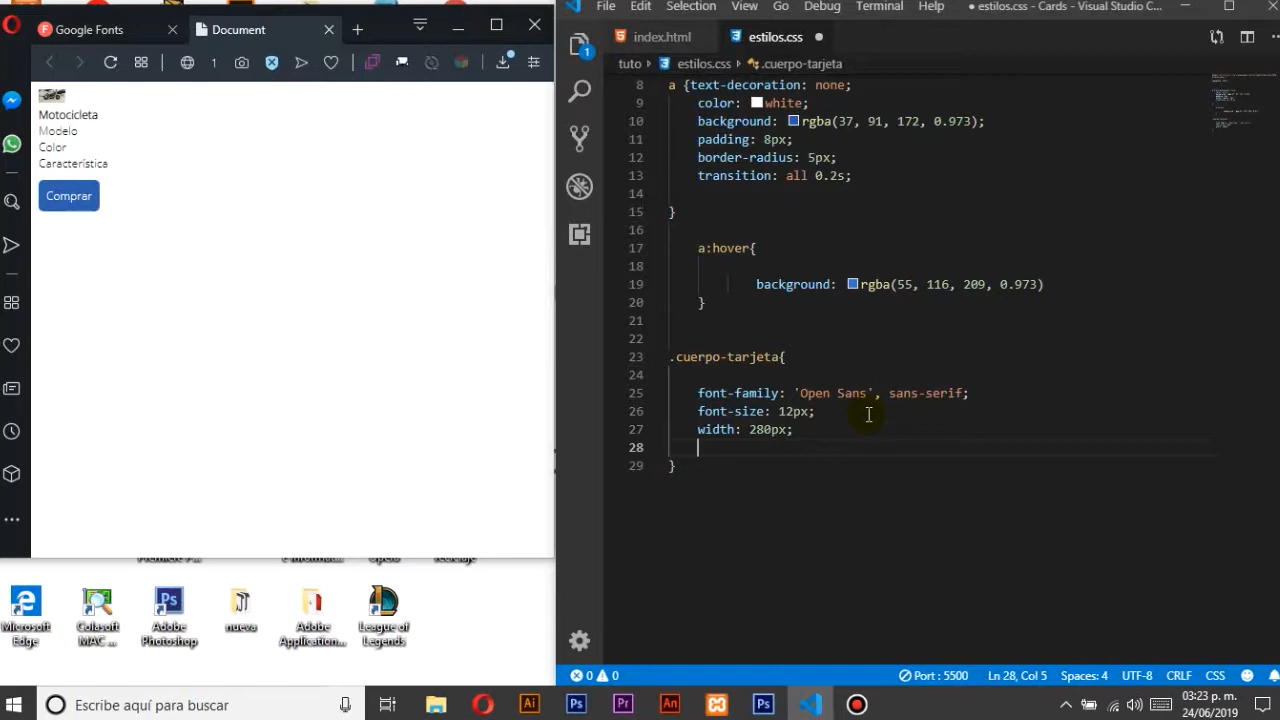 Google Fonts
Document
1
Motocicleta
Modelo
Color
Característica
Comprar
File Edit Selection View Go Debug Terminal Help ● estilos.css - Cards - Visual Studio C...
index.html
estilos.css
tuto > estilos.css > .cuerpo-tarjeta
1
8 a {text-decoration: none;
9 color: white;
10 background: rgba(37, 91, 172, 0.973);
11 padding: 8px;
12 border-radius: 5px;
13 transition: all 0.2s;
14
15 }
16
17 a:hover{
18
19 background: rgba(55, 116, 209, 0.973)
20 }
21
22
23 .cuerpo-tarjeta{
24
25 font-family: 'Open Sans', sans-serif;
26 font-size: 12px;
27 width: 280px;
28
29 }
Microsoft Edge
Colasoft MAC ...
Adobe Photoshop
nueva
Adobe Application...
League of Legends
0 0 Port : 5500 Ln 28, Col 5 Spaces: 4 UTF-8 CRLF CSS
Escribe aquí para buscar
03:23 p. m.
24/06/2019